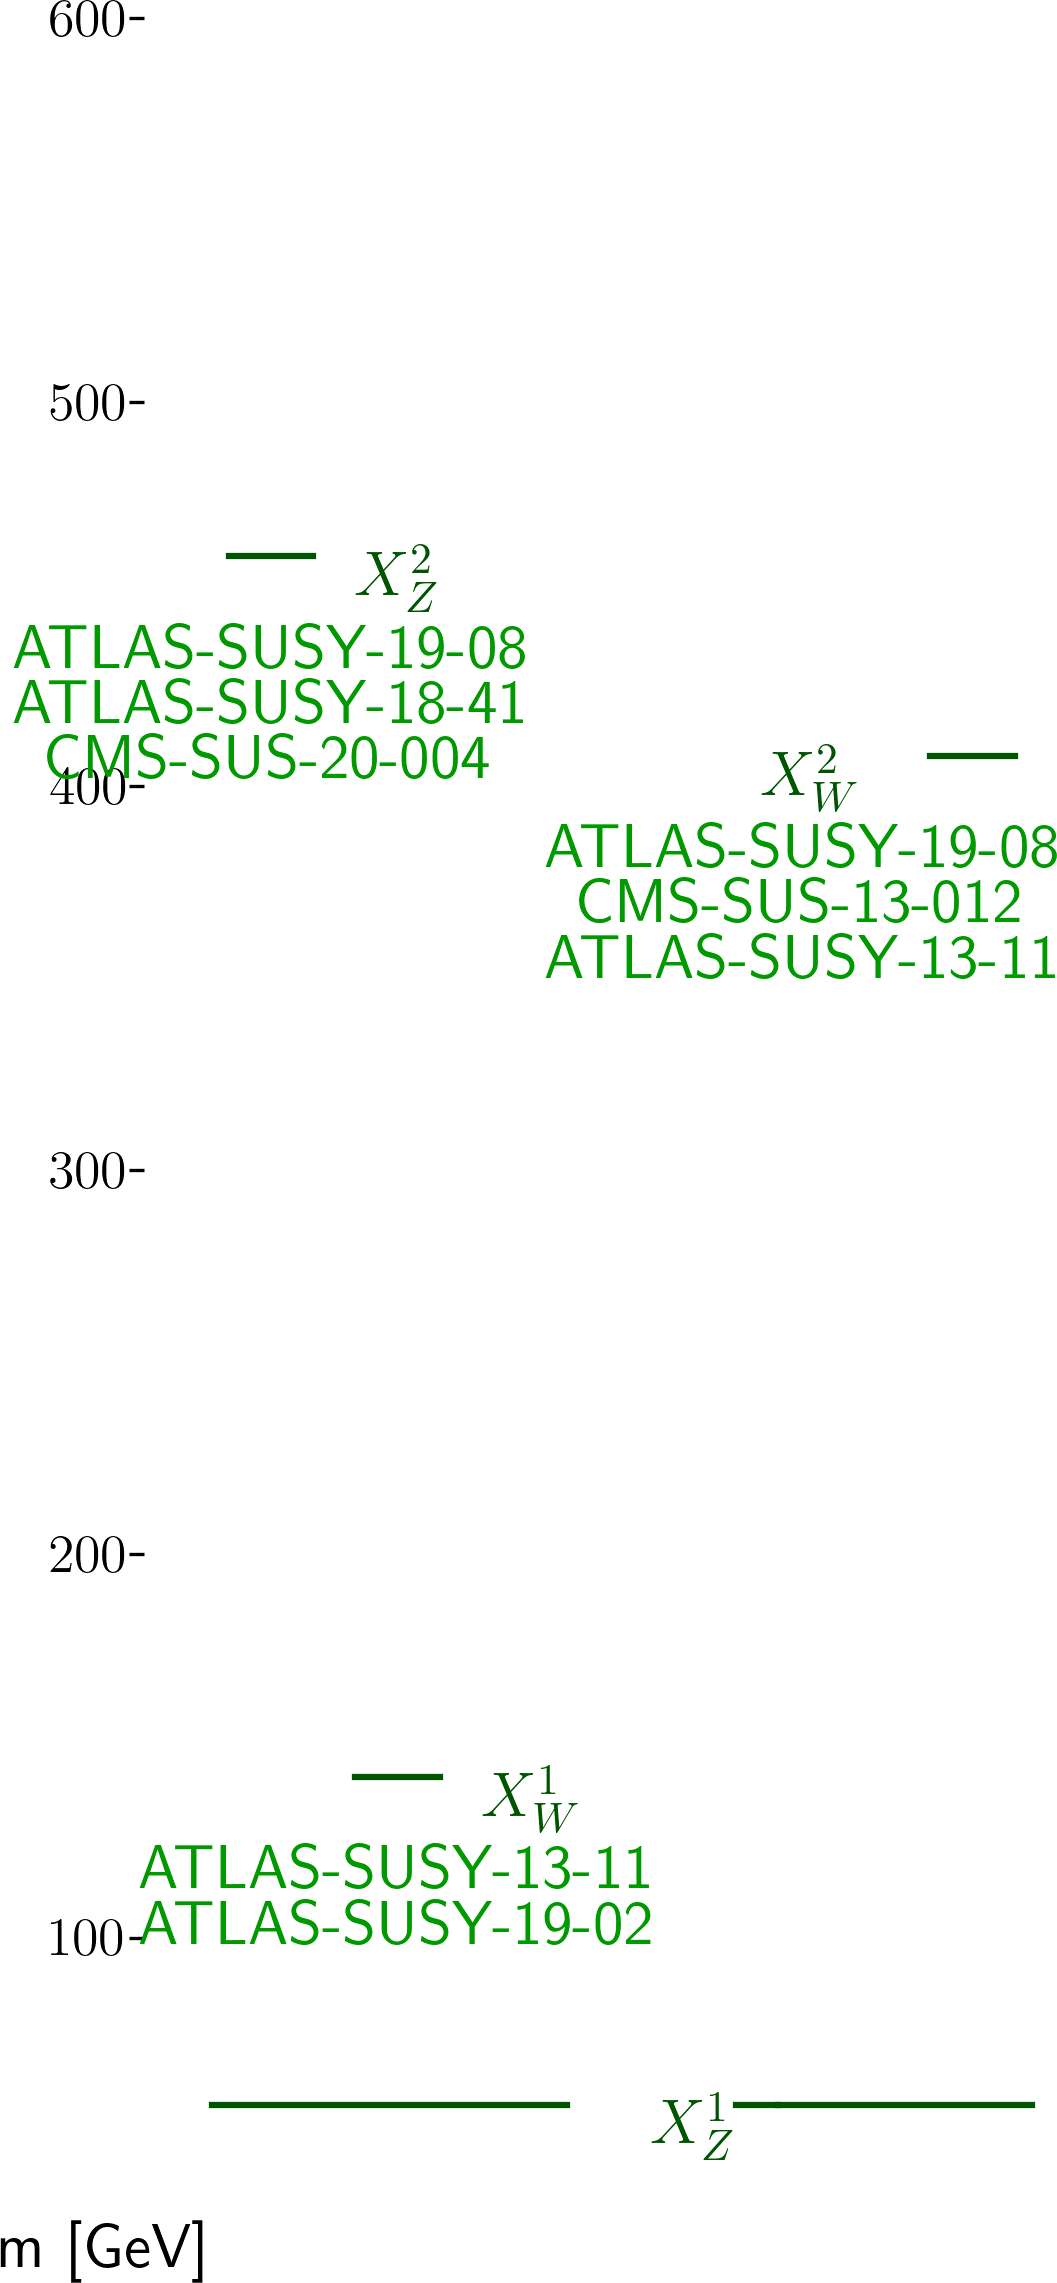 600-
500-
X_Z^2
ATLAS-SUSY-19-08
ATLAS-SUSY-18-41
CMS-SUS-20-004
400-
X_W^2
ATLAS-SUSY-19-08
CMS-SUS-13-012
ATLAS-SUSY-13-11
300-
200-
X_W^1
ATLAS-SUSY-13-11
ATLAS-SUSY-19-02
100-
X_Z^1
m [GeV]